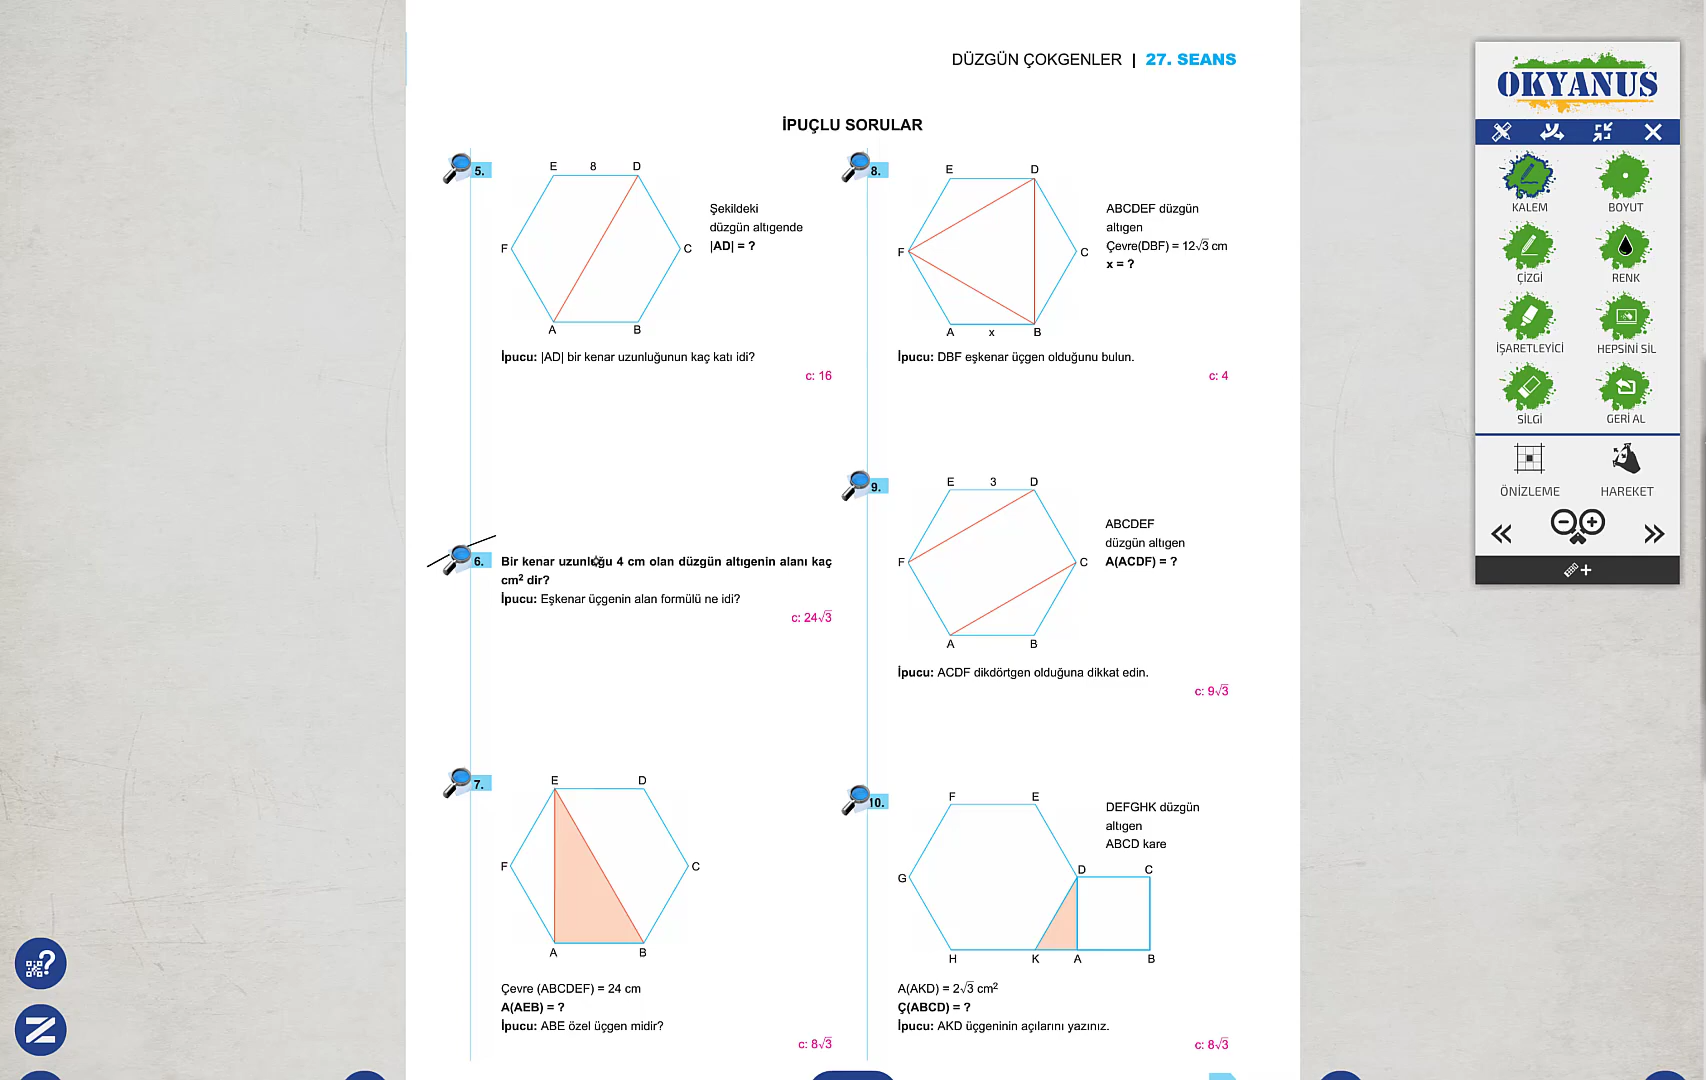 DÜZGÜN ÇOKGENLER | 27. SEANS
İPUÇLU SORULAR
5.
E 8 D
F C
A B
Şekildeki
düzgün altıgende
|AD| = ?
İpucu: |AD| bir kenar uzunluğunun kaç katı idi?
c: 16
6.
Bir kenar uzunluğu 4 cm olan düzgün altıgenin alanı kaç
cm² dir?
İpucu: Eşkenar üçgenin alan formülü ne idi?
c: 24√3
7.
E D
F C
A B
Çevre (ABCDEF) = 24 cm
A(AEB) = ?
İpucu: ABE özel üçgen midir?
c: 8√3
8.
E D
F C
A x B
ABCDEF düzgün
altıgen
Çevre(DBF) = 12√3 cm
x = ?
İpucu: DBF eşkenar üçgen olduğunu bulun.
c: 4
9.
E 3 D
F C
A B
ABCDEF
düzgün altıgen
A(ACDF) = ?
İpucu: ACDF dikdörtgen olduğuna dikkat edin.
c: 9√3
10.
F E
G D C
H K A B
DEFGHK düzgün
altıgen
ABCD kare
A(AKD) = 2√3 cm²
Ç(ABCD) = ?
İpucu: AKD üçgeninin açılarını yazınız.
c: 8√3
OKYANUS
KALEM BOYUT
ÇİZGİ RENK
İŞARETLEYİCİ HEPSİNİ SİL
SİLGİ GERİ AL
ÖNİZLEME HAREKET